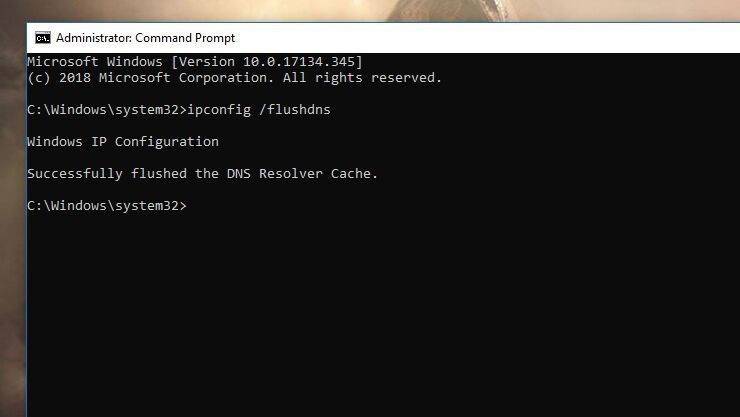 Administrator: Command Prompt
Microsoft Windows [Version 10.0.17134.345]
(c) 2018 Microsoft Corporation. All rights reserved.
C:\Windows\system32>ipconfig /flushdns
Windows IP Configuration
Successfully flushed the DNS Resolver Cache.
C:\Windows\system32>